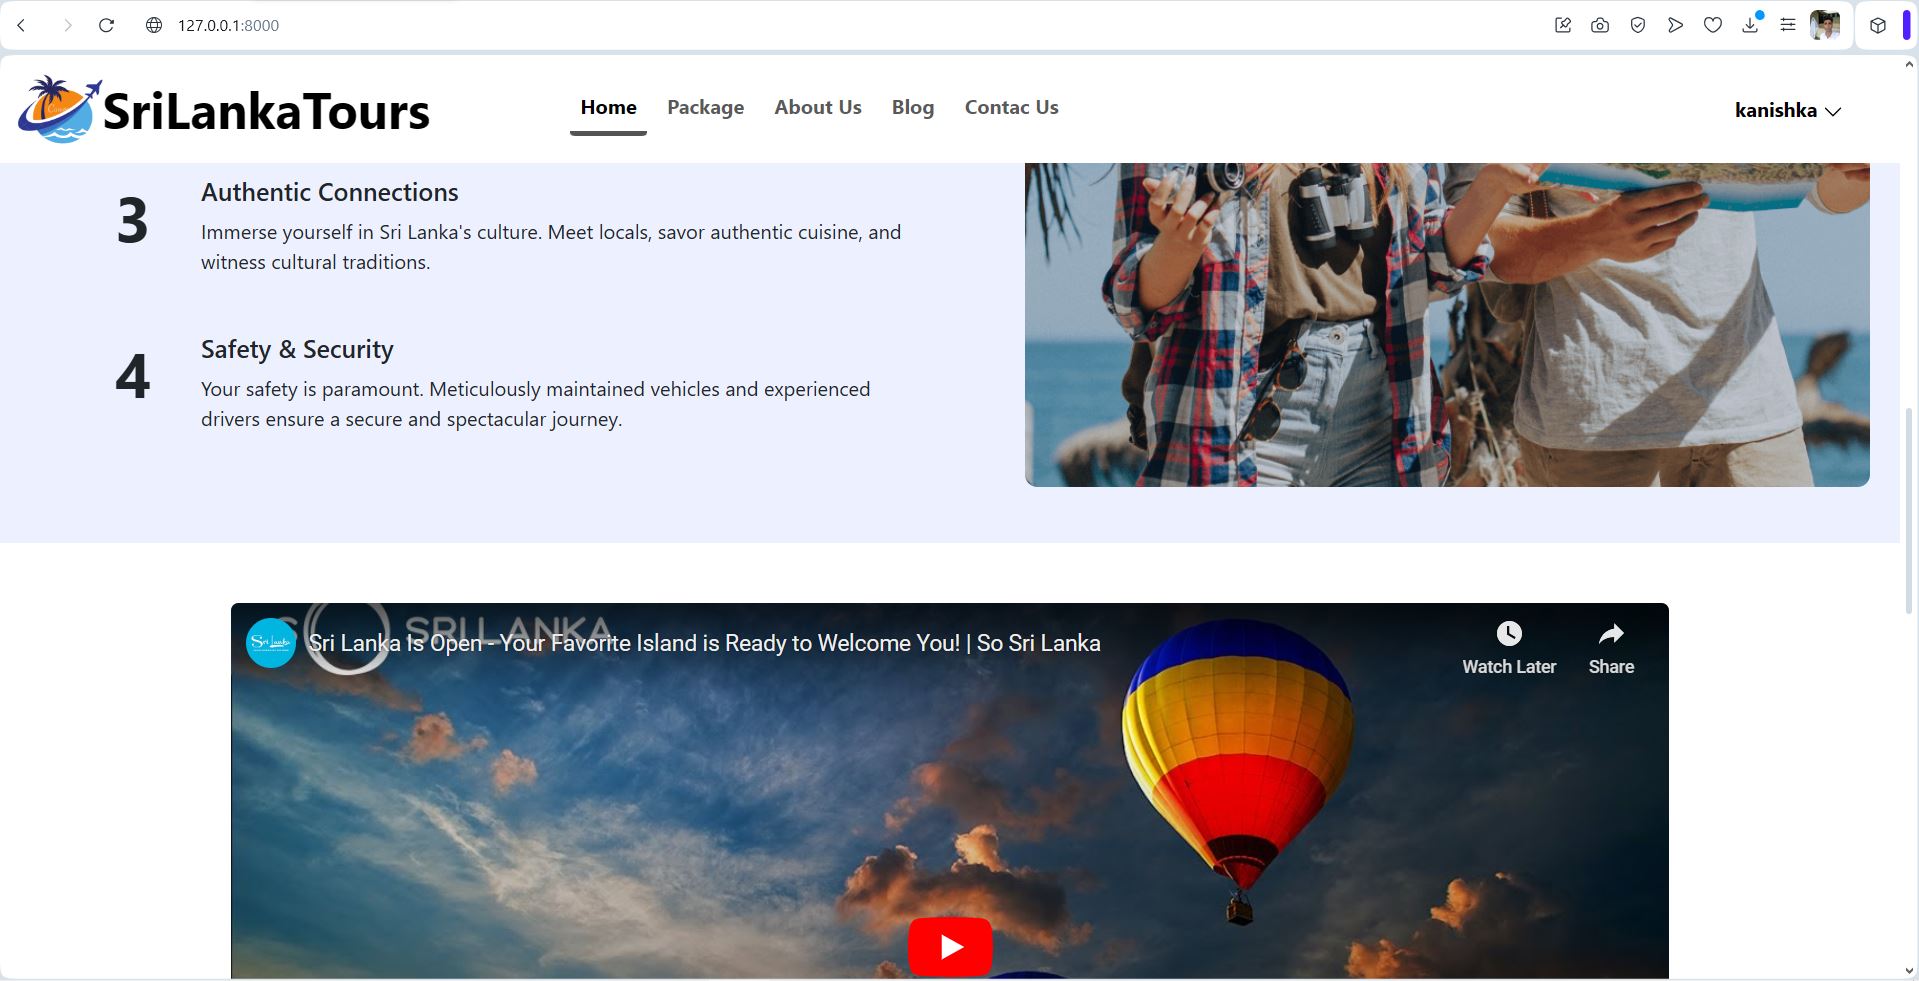 127.0.0.1:8000
SriLankaTours
Home Package About Us Blog Contac Us
kanishka
3
Authentic Connections
Immerse yourself in Sri Lanka's culture. Meet locals, savor authentic cuisine, and
witness cultural traditions.
4
Safety & Security
Your safety is paramount. Meticulously maintained vehicles and experienced
drivers ensure a secure and spectacular journey.
SRI LANKA
Sri Lanka
Sri Lanka Is Open - Your Favorite Island is Ready to Welcome You! | So Sri Lanka
Watch Later
Share